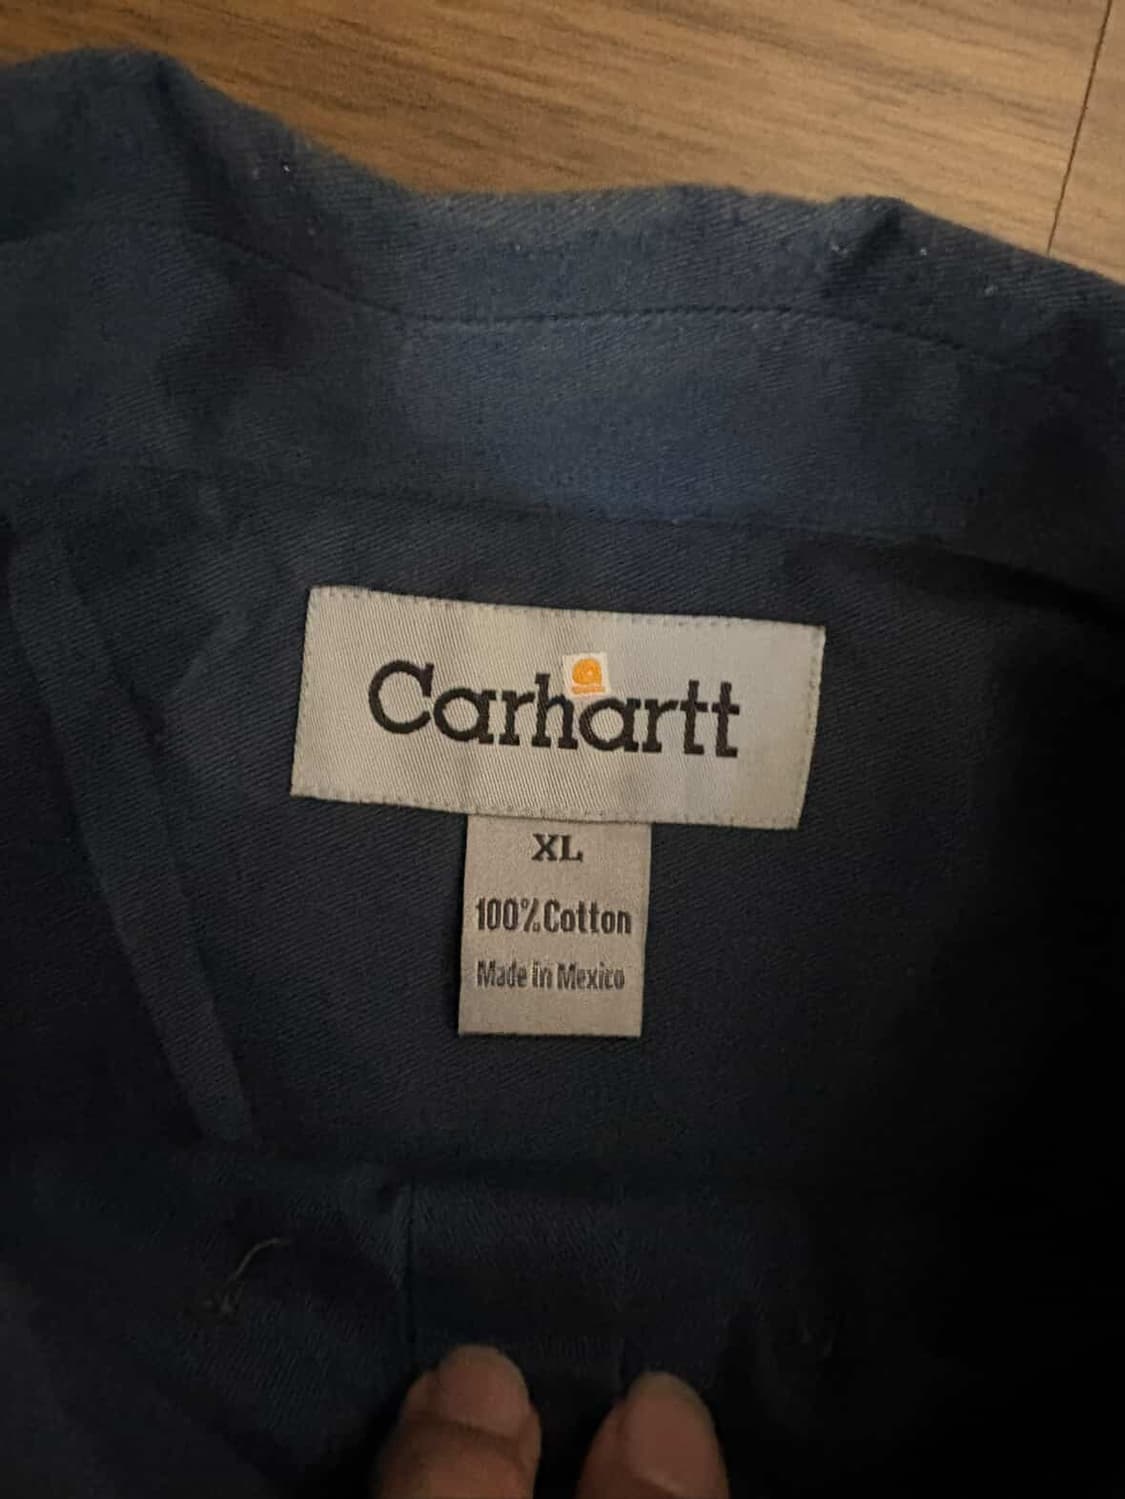 Carhartt
XL
100% Cotton
Made in Mexico